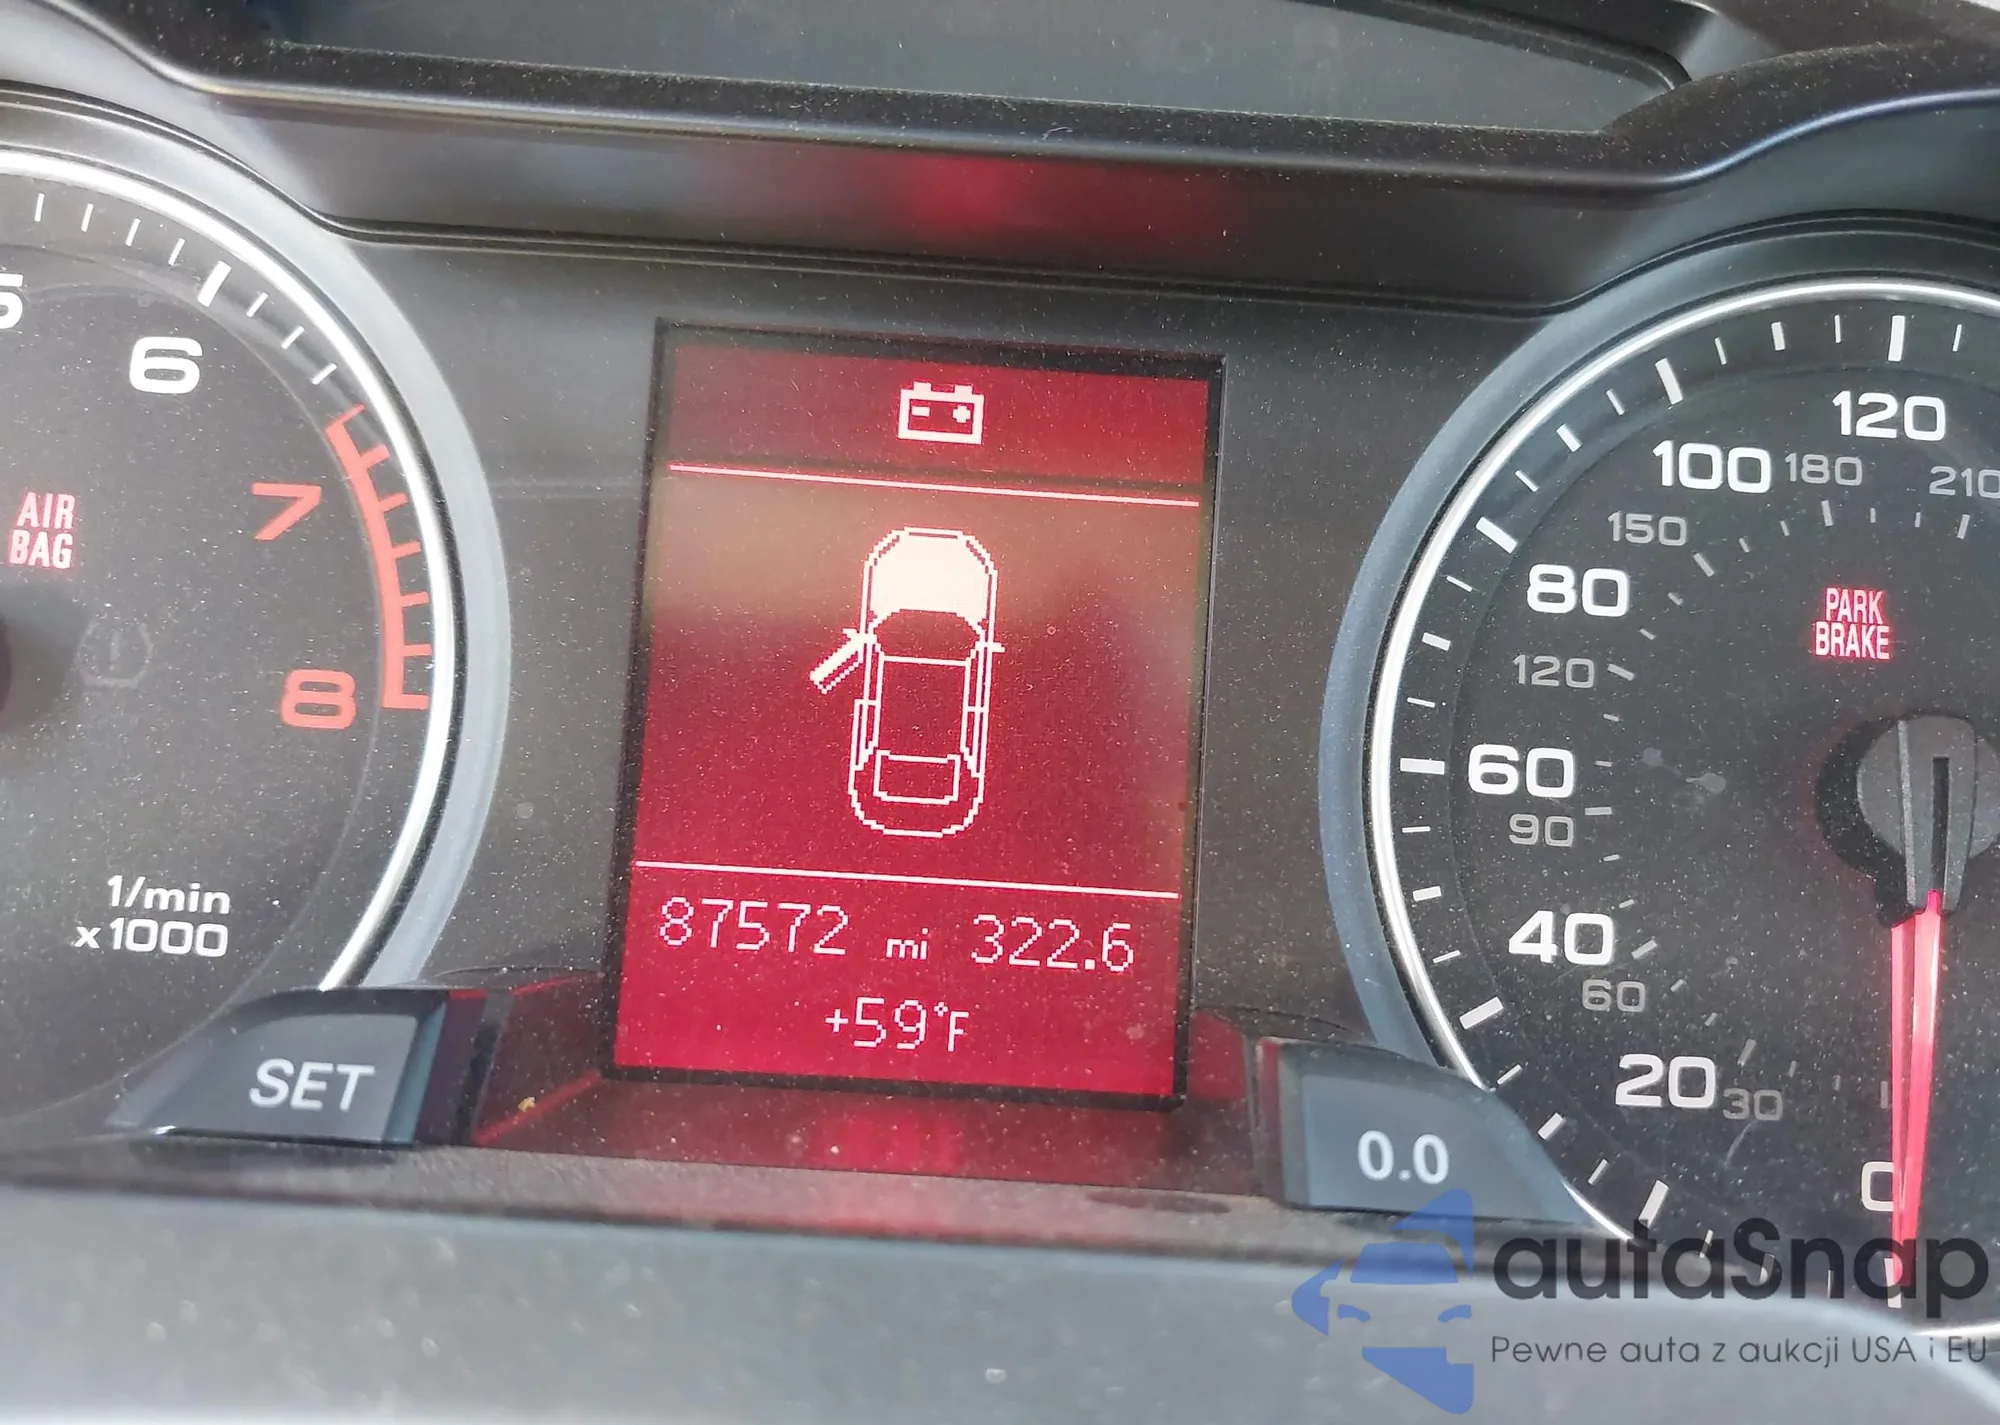 5
6
7
8
AIR
BAG
1/min
x1000
SET
87572 mi 322.6
+59°F
0.0
120
100
180
210
150
80
120
60
90
40
60
20
30
0
PARK
BRAKE
autaSnap
Pewne auta z aukcji USA i EU